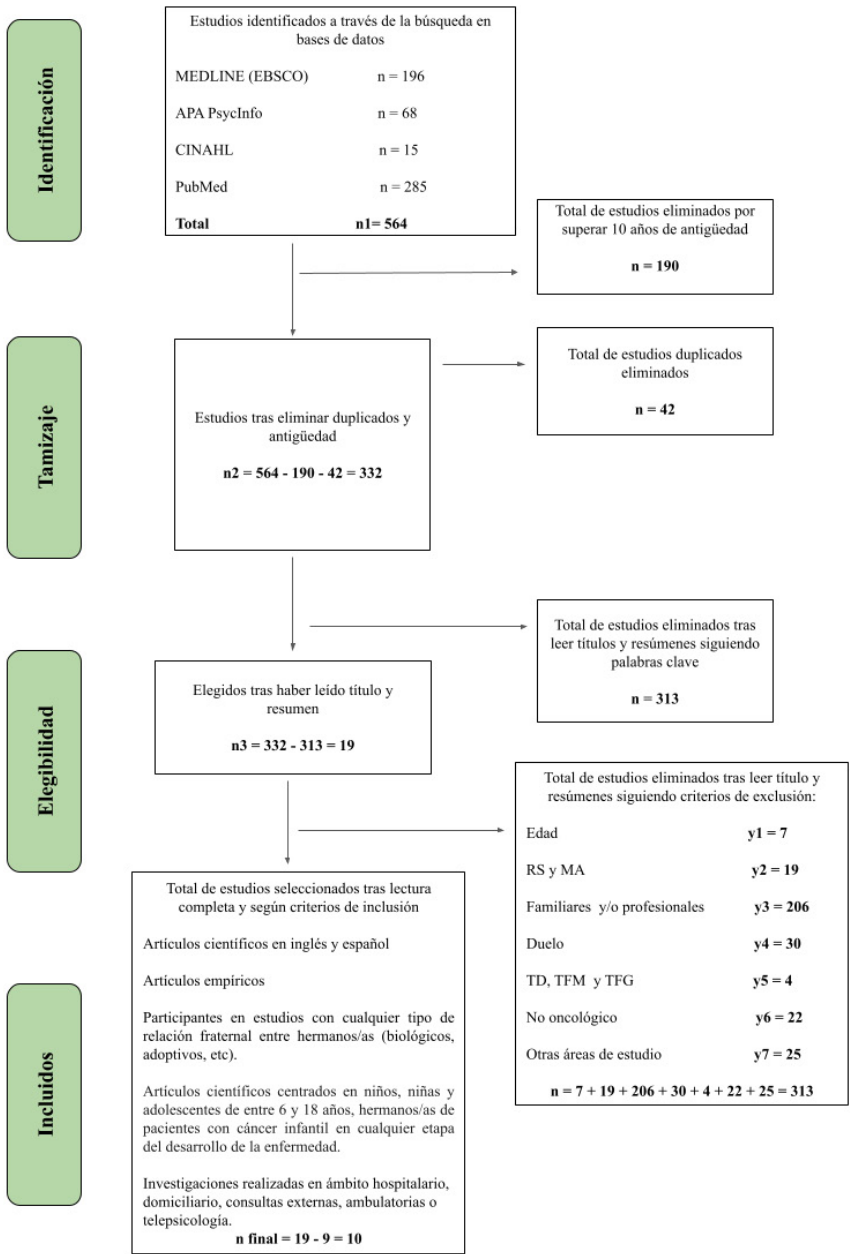 Identificación
Estudios identificados a través de la búsqueda en
bases de datos
MEDLINE (EBSCO) n = 196
APA PsycInfo n = 68
CINAHL n = 15
PubMed n = 285
Total n1= 564
Total de estudios eliminados por
superar 10 años de antigüedad
n = 190
Tamizaje
Estudios tras eliminar duplicados y
antigüedad
n2 = 564 - 190 - 42 = 332
Total de estudios duplicados
eliminados
n = 42
Elegibilidad
Total de estudios eliminados tras
leer títulos y resúmenes siguiendo
palabras clave
n = 313
Elegidos tras haber leído título y
resumen
n3 = 332 - 313 = 19
Total de estudios eliminados tras leer título y
resúmenes siguiendo criterios de exclusión:
Edad y1 = 7
RS y MA y2 = 19
Familiares y/o profesionales y3 = 206
Duelo y4 = 30
TD, TFM y TFG y5 = 4
No oncológico y6 = 22
Otras áreas de estudio y7 = 25
n = 7 + 19 + 206 + 30 + 4 + 22 + 25 = 313
Incluidos
Total de estudios seleccionados tras lectura
completa y según criterios de inclusión
Artículos científicos en inglés y español
Artículos empíricos
Participantes en estudios con cualquier tipo de
relación fraternal entre hermanos/as (biológicos,
adoptivos, etc).
Artículos científicos centrados en niños, niñas y
adolescentes de entre 6 y 18 años, hermanos/as de
pacientes con cáncer infantil en cualquier etapa
del desarrollo de la enfermedad.
Investigaciones realizadas en ámbito hospitalario,
domiciliario, consultas externas, ambulatorias o
telepsicología.
n final = 19 - 9 = 10